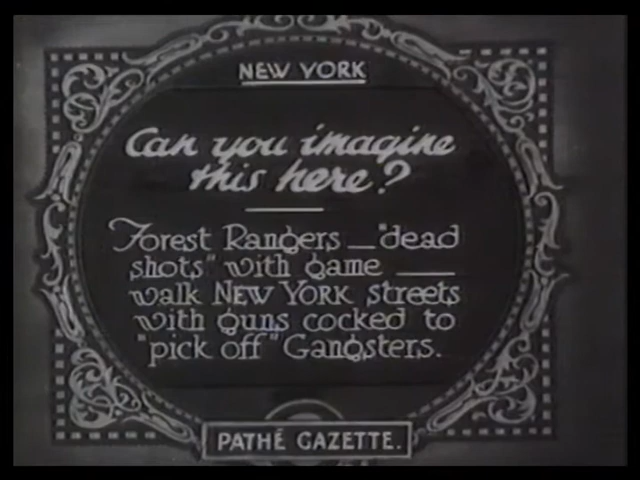 NEW YORK
Can you imagine
this here?
Forest Rangers — "dead
shots" with game —
walk NEW YORK streets
with guns cocked to
"pick off" Gangsters.
PATHÉ GAZETTE.